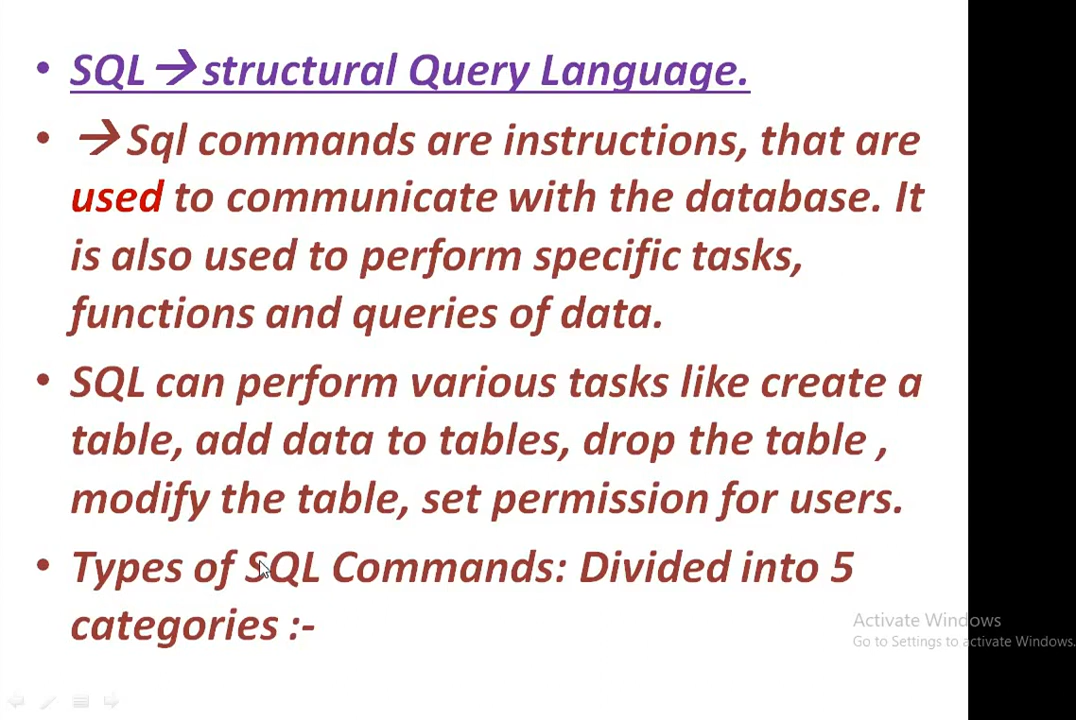 • SQL→structural Query Language.
• →Sql commands are instructions, that are
used to communicate with the database. It
is also used to perform specific tasks,
functions and queries of data.
• SQL can perform various tasks like create a
table, add data to tables, drop the table ,
modify the table, set permission for users.
• Types of SQL Commands: Divided into 5
categories :-
Activate Windows
Go to Settings to activate Windows.